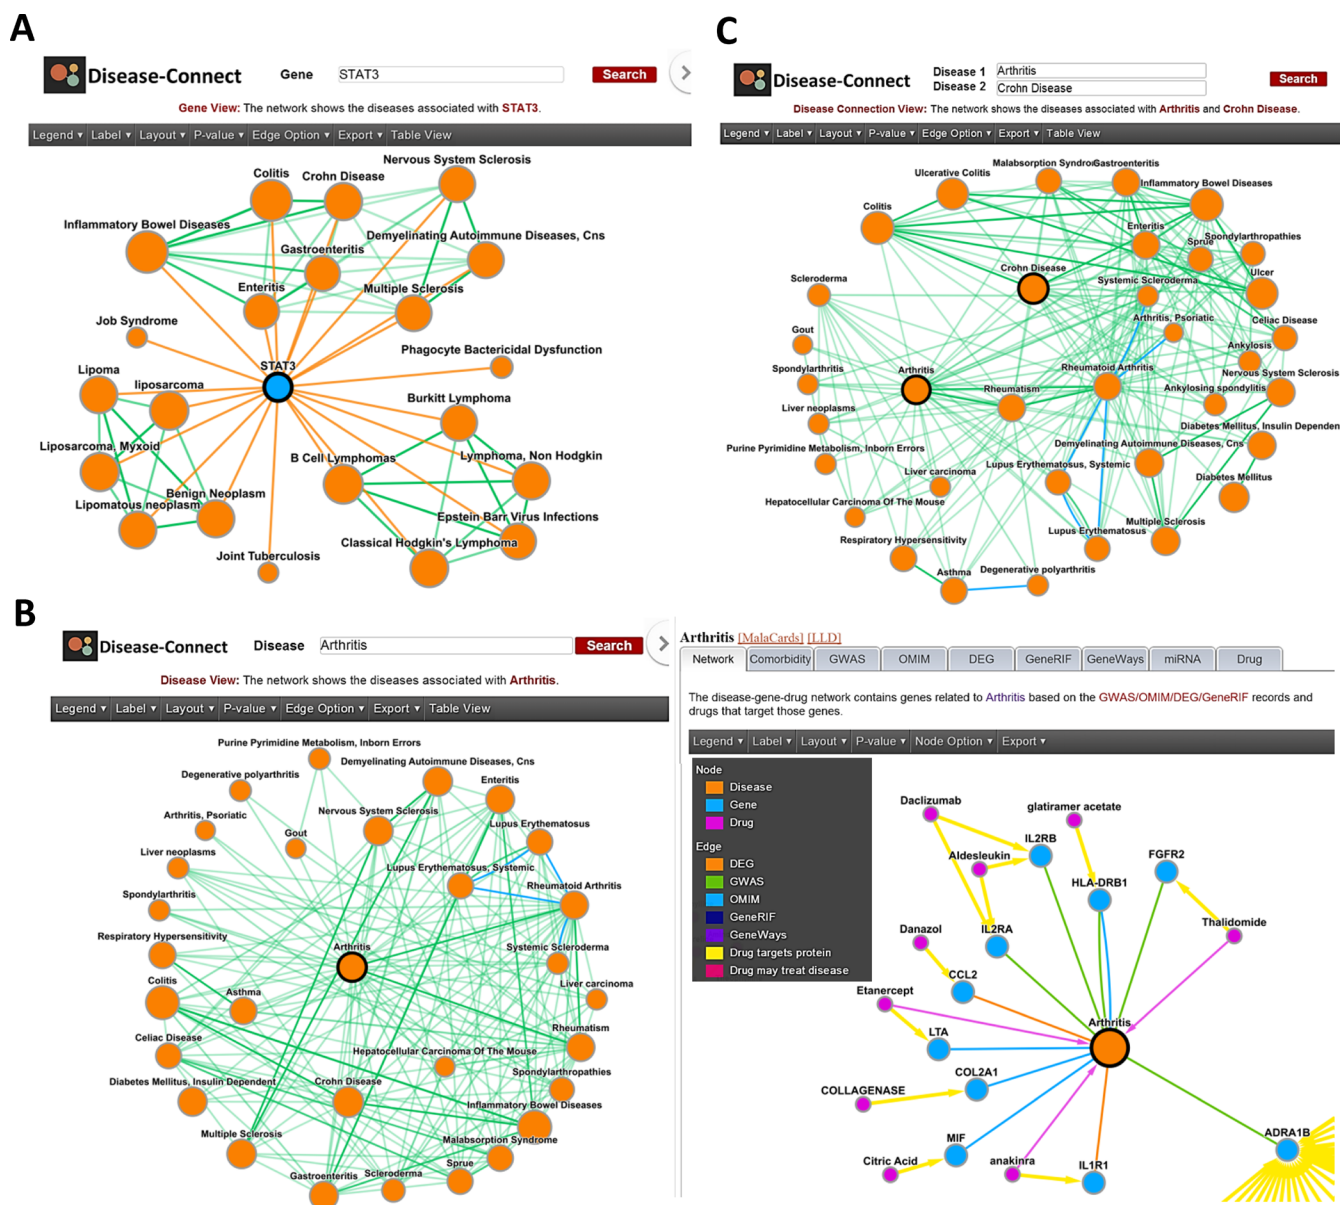 A
Disease-Connect
Gene
STAT3
Search
Gene View: The network shows the diseases associated with STAT3.
Legend ▾ Label ▾ Layout ▾ P-value ▾ Edge Option ▾ Export ▾ Table View
Nervous System Sclerosis
Colitis
Crohn Disease
Inflammatory Bowel Diseases
Demyelinating Autoimmune Diseases, Cns
Gastroenteritis
Enteritis
Multiple Sclerosis
Job Syndrome
Phagocyte Bactericidal Dysfunction
STAT3
Lipoma
liposarcoma
Burkitt Lymphoma
Liposarcoma, Myxoid
B Cell Lymphomas
Lymphoma, Non Hodgkin
Benign Neoplasm
Lipomatous neoplasm
Epstein Barr Virus Infections
Classical Hodgkin's Lymphoma
Joint Tuberculosis
C
Disease-Connect
Disease 1
Arthritis
Disease 2
Crohn Disease
Search
Disease Connection View: The network shows the diseases associated with Arthritis and Crohn Disease.
Legend ▾ Label ▾ Layout ▾ P-value ▾ Edge Option ▾ Export ▾ Table View
Malabsorption Syndro
Gastroenteritis
Ulcerative Colitis
Inflammatory Bowel Diseases
Colitis
Enteritis
Spondylarthropathies
Sprue
Crohn Disease
Ulcer
Scleroderma
Systemic Scleroderma
Gout
Arthritis, Psoriatic
Celiac Disease
Spondylarthritis
Arthritis
Rheumatoid Arthritis
Ankylosis
Nervous System Sclerosis
Rheumatism
Ankylosing spondylitis
Liver neoplasms
Diabetes Mellitus, Insulin Dependen
Purine Pyrimidine Metabolism, Inborn Errors
Demyelinating Autoimmune Diseases, Cns
Liver carcinoma
Lupus Erythematosus, Systemic
Diabetes Mellitus
Hepatocellular Carcinoma Of The Mouse
Multiple Sclerosis
Lupus Erythematosus
Respiratory Hypersensitivity
Asthma
Degenerative polyarthritis
B
Disease-Connect
Disease
Arthritis
Search
Disease View: The network shows the diseases associated with Arthritis.
Legend ▾ Label ▾ Layout ▾ P-value ▾ Edge Option ▾ Export ▾ Table View
Purine Pyrimidine Metabolism, Inborn Errors
Demyelinating Autoimmune Diseases, Cns
Degenerative polyarthritis
Enteritis
Nervous System Sclerosis
Arthritis, Psoriatic
Lupus Erythematosus
Gout
Liver neoplasms
Lupus Erythematosus, Systemic
Rheumatoid Arthritis
Spondylarthritis
Respiratory Hypersensitivity
Arthritis
Systemic Scleroderma
Colitis
Asthma
Liver carcinoma
Rheumatism
Celiac Disease
Hepatocellular Carcinoma Of The Mouse
Spondylarthropathies
Diabetes Mellitus, Insulin Dependent
Crohn Disease
Inflammatory Bowel Diseases
Multiple Sclerosis
Malabsorption Syndrome
Gastroenteritis
Scleroderma
Sprue
Arthritis [MalaCards] [LLD]
Network Comorbidity GWAS OMIM DEG GeneRIF GeneWays miRNA Drug
The disease-gene-drug network contains genes related to Arthritis based on the GWAS/OMIM/DEG/GeneRIF records and
drugs that target those genes.
Legend ▾ Label ▾ Layout ▾ P-value ▾ Node Option ▾ Export ▾
Node
Disease
Gene
Drug
Edge
DEG
GWAS
OMIM
GeneRIF
GeneWays
Drug targets protein
Drug may treat disease
Daclizumab
glatiramer acetate
IL2RB
Aldesleukin
FGFR2
HLA-DRB1
Danazol
IL2RA
Thalidomide
CCL2
Etanercept
Arthritis
LTA
COL2A1
COLLAGENASE
MIF
ADRA1B
Citric Acid
anakinra
IL1R1